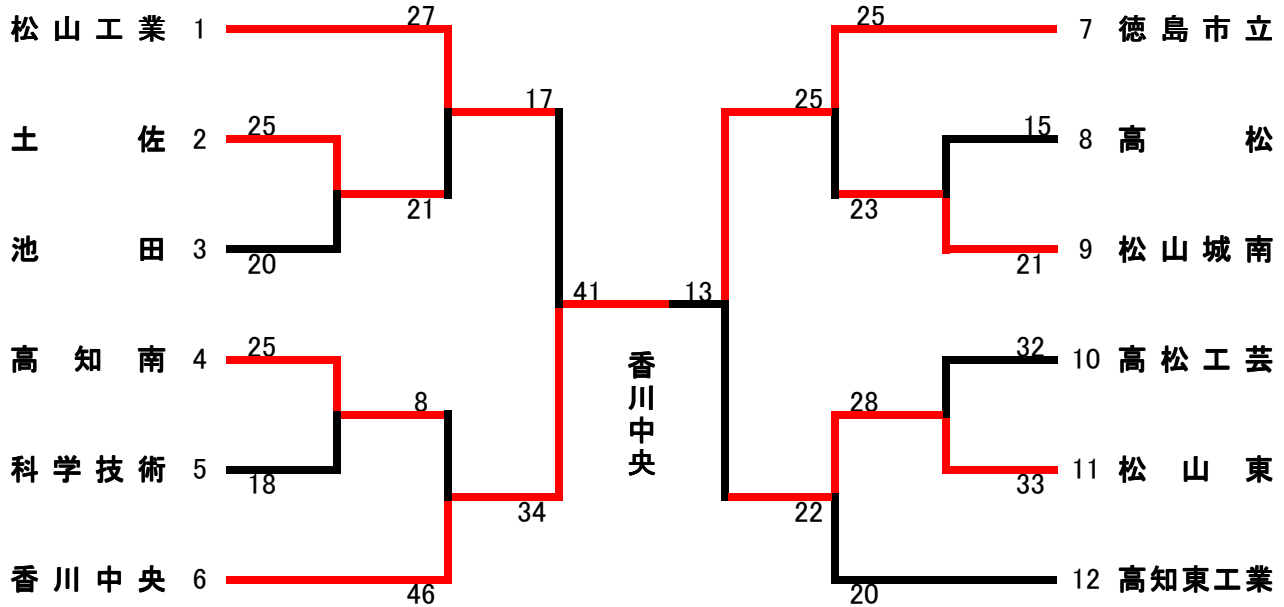 松山工業 1 27
17
土佐 2 25
21
池田 3 20
高知南 4 25
8
科学技術 5 18
34
香川中央 6 46
41 13
香川中央
25 7 徳島市立
25
15 8 高松
23
21 9 松山城南
32 10 高松工芸
28
33 11 松山東
22
20 12 高知東工業